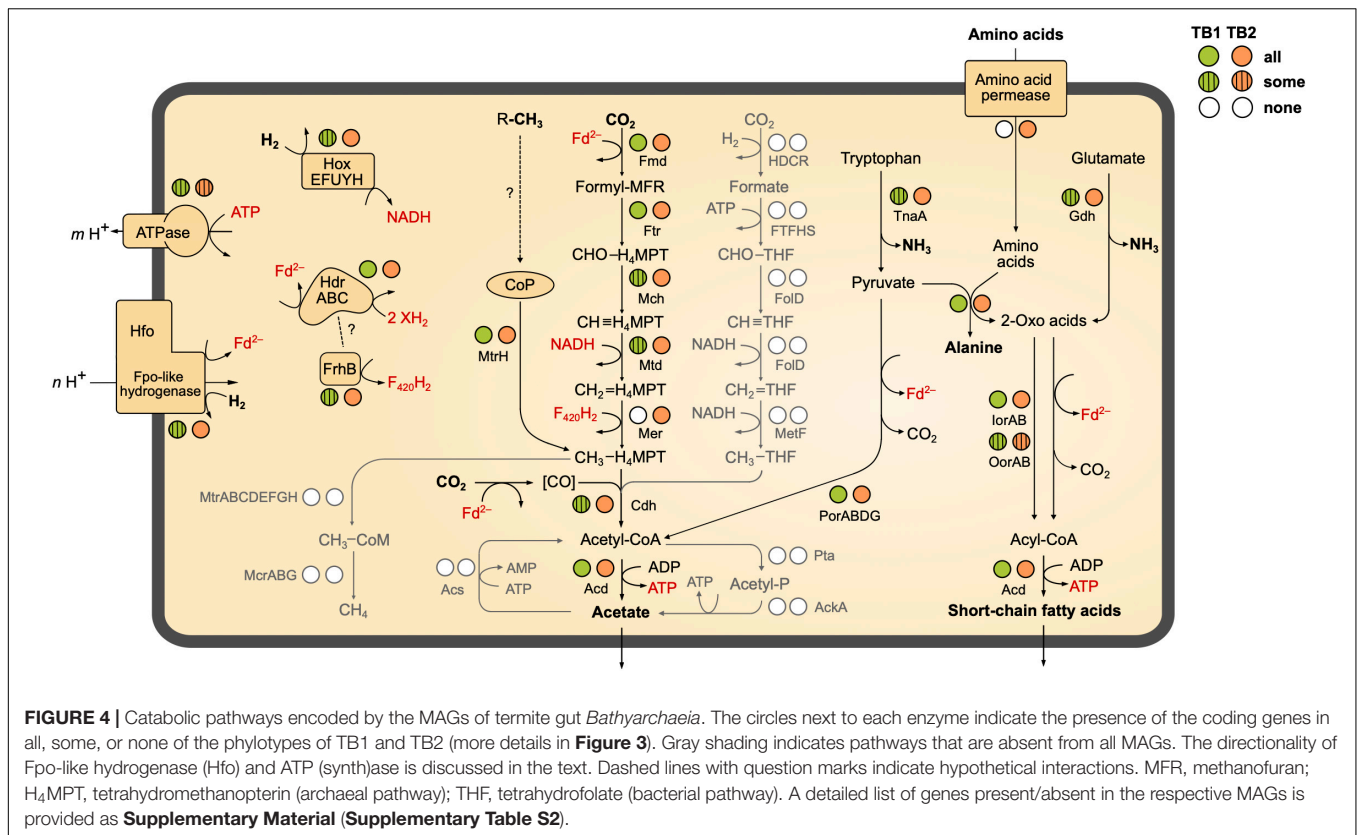 Amino acids
TB1 TB2
all
some
none
Amino acid
permease
H₂
Hox
EFUYH
NADH
R-CH₃
?
CO₂
Fd²⁻
Fmd
Formyl-MFR
Ftr
CHO–H₄MPT
Mch
CH≡H₄MPT
NADH
Mtd
CH₂=H₄MPT
F₄₂₀H₂
Mer
CH₃–H₄MPT
CO₂
H₂
HDCR
Formate
ATP
FTFHS
CHO–THF
FolD
CH≡THF
NADH
FolD
CH₂=THF
NADH
MetF
CH₃–THF
Tryptophan
TnaA
NH₃
Pyruvate
Fd²⁻
CO₂
PorABDG
Amino
acids
Alanine
Glutamate
Gdh
NH₃
2-Oxo acids
IorAB
OorAB
Fd²⁻
CO₂
Acyl-CoA
Acd
ADP
ATP
Short-chain fatty acids
ATP
m H⁺
ATPase
Fd²⁻
Hdr
ABC
2 XH₂
?
FrhB
F₄₂₀H₂
Hfo
Fd²⁻
n H⁺
Fpo-like
hydrogenase
H₂
CoP
MtrH
MtrABCDEFGH
CH₃–CoM
McrABG
CH₄
CO₂
[CO]
Fd²⁻
Cdh
Acetyl-CoA
Acs
AMP
ATP
Acd
ADP
ATP
Acetate
Pta
ATP
Acetyl-P
AckA
FIGURE 4 | Catabolic pathways encoded by the MAGs of termite gut Bathyarchaeia. The circles next to each enzyme indicate the presence of the coding genes in
all, some, or none of the phylotypes of TB1 and TB2 (more details in Figure 3). Gray shading indicates pathways that are absent from all MAGs. The directionality of
Fpo-like hydrogenase (Hfo) and ATP (synth)ase is discussed in the text. Dashed lines with question marks indicate hypothetical interactions. MFR, methanofuran;
H₄MPT, tetrahydromethanopterin (archaeal pathway); THF, tetrahydrofolate (bacterial pathway). A detailed list of genes present/absent in the respective MAGs is
provided as Supplementary Material (Supplementary Table S2).